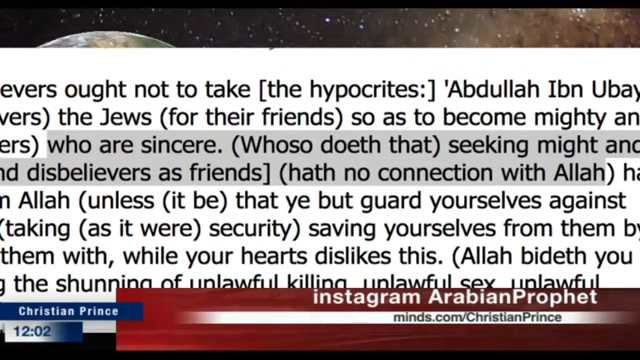 evers ought not to take [the hypocrites:] 'Abdullah Ibn Ubay
vers) the Jews (for their friends) so as to become mighty an
ers) who are sincere. (Whoso doeth that) seeking might and
nd disbelievers as friends] (hath no connection with Allah) ha
m Allah (unless (it be) that ye but guard yourselves against
(taking (as it were) security) saving yourselves from them by
them with, while your hearts dislikes this. (Allah bideth you
g the shunning of unlawful killing, unlawful sex, unlawful
instagram ArabianProphet
Christian Prince
minds.com/ChristianPrince
12:02